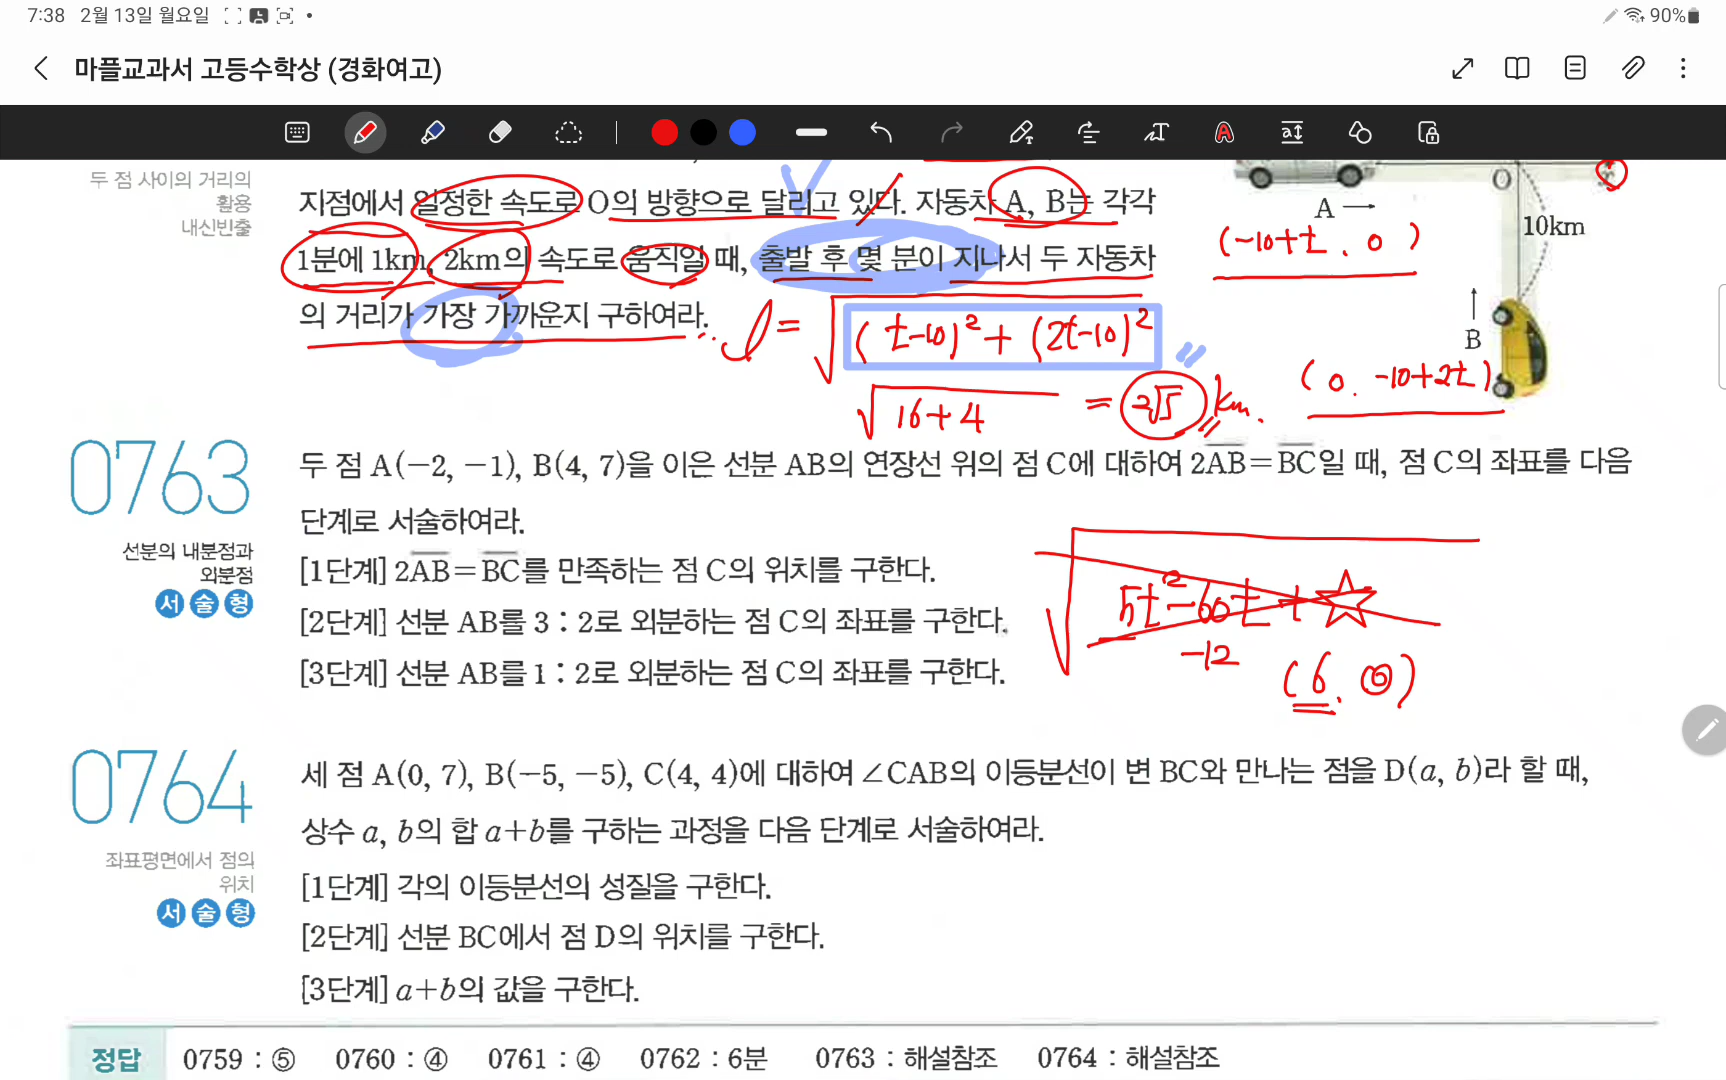 7:38 2월 13일 월요일 90%
마플교과서 고등수학상 (경화여고)
두 점 사이의 거리의
활용
내신빈출
지점에서 일정한 속도로 O의 방향으로 달리고 있다. 자동차 A, B는 각각
1분에 1km, 2km의 속도로 움직일 때, 출발 후 몇 분이 지나서 두 자동차
의 거리가 가장 가까운지 구하여라.
O
A →
10km
B
(-10+t, 0)
(0, -10+2t)
∴ l = √(t-10)² + (2t-10)²
√16+4 = 2√5 km.
0763
선분의 내분점과
외분점
서 술 형
두 점 A(−2, −1), B(4, 7)을 이은 선분 AB의 연장선 위의 점 C에 대하여 2AB=BC일 때, 점 C의 좌표를 다음
단계로 서술하여라.
[1단계] 2AB=BC를 만족하는 점 C의 위치를 구한다.
[2단계] 선분 AB를 3 : 2로 외분하는 점 C의 좌표를 구한다.
[3단계] 선분 AB를 1 : 2로 외분하는 점 C의 좌표를 구한다.
√5t²-60t+☆
-12
(6, ◎)
0764
좌표평면에서 점의
위치
서 술 형
세 점 A(0, 7), B(−5, −5), C(4, 4)에 대하여 ∠CAB의 이등분선이 변 BC와 만나는 점을 D(a, b)라 할 때,
상수 a, b의 합 a+b를 구하는 과정을 다음 단계로 서술하여라.
[1단계] 각의 이등분선의 성질을 구한다.
[2단계] 선분 BC에서 점 D의 위치를 구한다.
[3단계] a+b의 값을 구한다.
정답 0759 : ⑤ 0760 : ④ 0761 : ④ 0762 : 6분 0763 : 해설참조 0764 : 해설참조